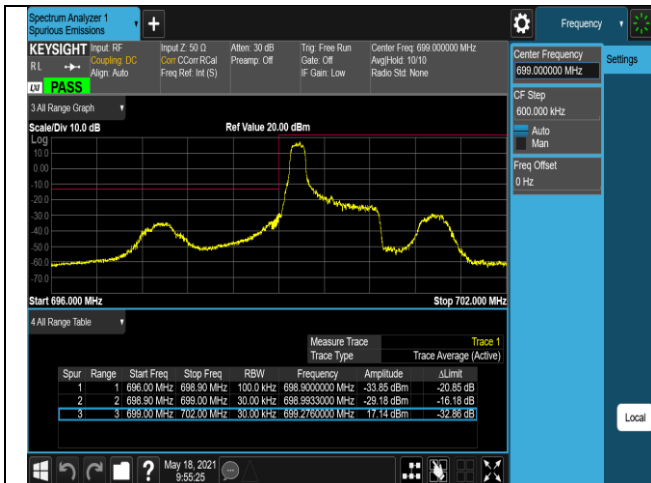 Spectrum Analyzer 1
Spurious Emissions
Frequency
KEYSIGHT Input: RF Input Z: 50 Ω Atten: 30 dB Trig: Free Run Center Freq: 699.000000 MHz
RL Coupling: DC Corr CCorr RCal Preamp: Off Gate: Off Avg|Hold: 10/10
Align: Auto Freq Ref: Int (S) IF Gain: Low Radio Std: None
LXI PASS
Center Frequency
699.000000 MHz
Settings
CF Step
600.000 kHz
Auto
Man
Freq Offset
0 Hz
3 All Range Graph
Scale/Div 10.0 dB Ref Value 20.00 dBm
Log
10.0
0.00
-10.0
-20.0
-30.0
-40.0
-50.0
-60.0
-70.0
Start 696.000 MHz Stop 702.000 MHz
4 All Range Table
Measure Trace Trace 1
Trace Type Trace Average (Active)
Spur Range Start Freq Stop Freq RBW Frequency Amplitude ΔLimit
1 1 696.00 MHz 698.90 MHz 100.0 kHz 698.9000000 MHz -33.85 dBm -20.85 dB
2 2 698.90 MHz 699.00 MHz 30.00 kHz 698.9933000 MHz -29.18 dBm -16.18 dB
3 3 699.00 MHz 702.00 MHz 30.00 kHz 699.2760000 MHz 17.14 dBm -32.86 dB
Local
? May 18, 2021
9:55:25